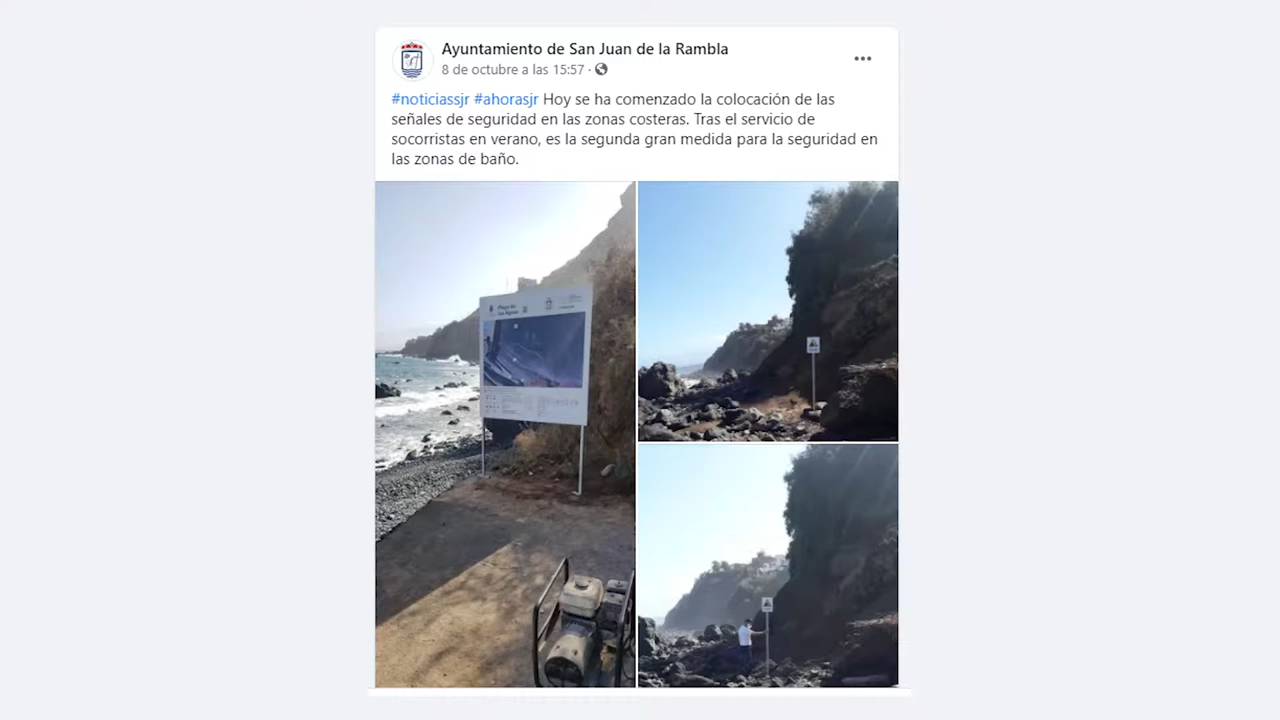 Ayuntamiento de San Juan de la Rambla
8 de octubre a las 15:57 ·
#noticiassjr #ahorasjr Hoy se ha comenzado la colocación de las
señales de seguridad en las zonas costeras. Tras el servicio de
socorristas en verano, es la segunda gran medida para la seguridad en
las zonas de baño.
Playa de